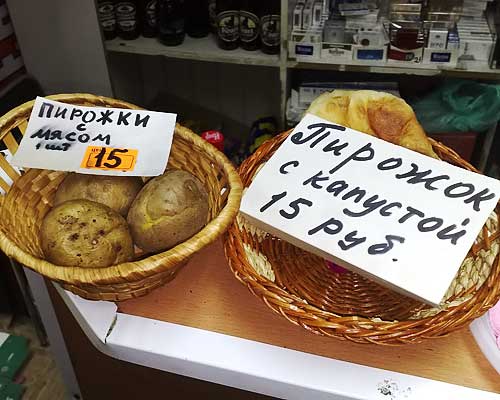 ПИРОЖКИ
с
мясом
1 шт 15
Пирожок
с капустой
15 руб.